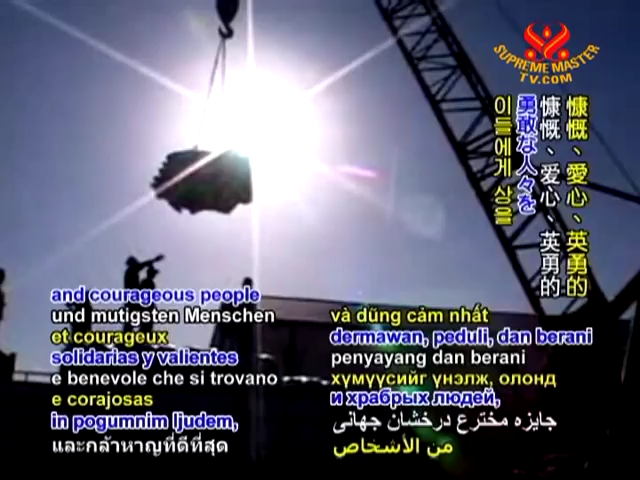 SUPREME MASTER
TV.COM
慷慨、愛心、英勇的
慷慨、爱心、英勇的
勇敢な人々を
이들에게 상을
and courageous people
und mutigsten Menschen
et courageux
solidarias y valientes
e benevole che si trovano
e corajosas
in pogumnim ljudem,
และกล้าหาญที่ดีที่สุด
và dũng cảm nhất
dermawan, peduli, dan berani
penyayang dan berani
хүмүүсийг үнэлж, олонд
и храбрых людей,
جایزه مخترع درخشان جهانی
من الأشخاص